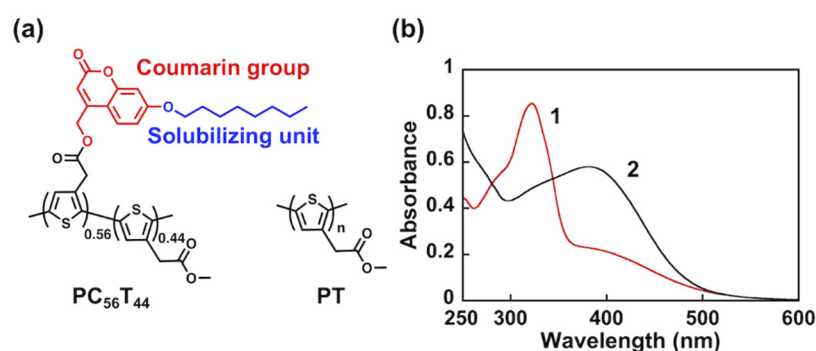 (a)
Coumarin group
Solubilizing unit
O
O
O
O
O
S
S
0.56
0.44
O
O
PC56T44
S
n
O
O
PT
(b)
Absorbance
1
0.8
0.6
0.4
0.2
0
1
2
250
300
400
500
600
Wavelength (nm)